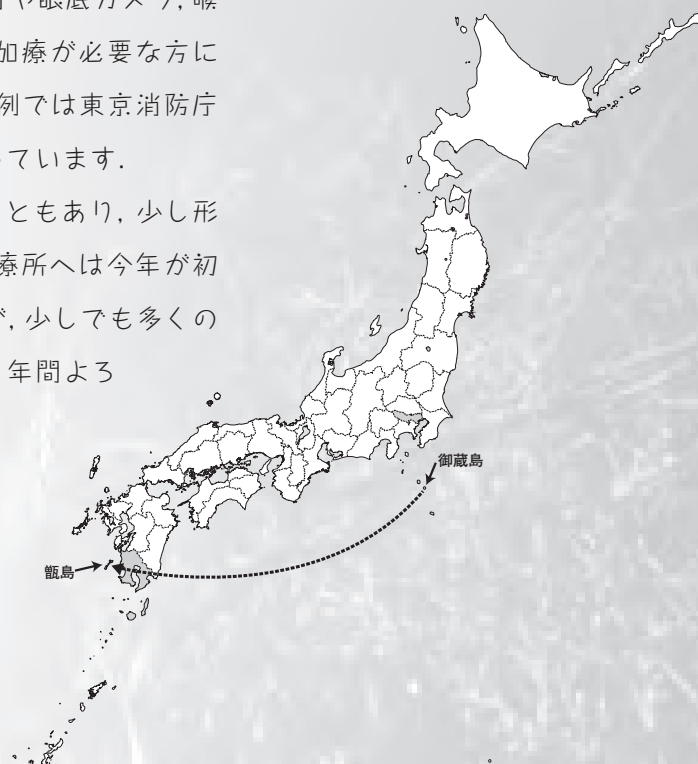 や眼底カメラ，喉
加療が必要な方に
例では東京消防庁
ています．
ともあり，少し形
療所へは今年が初
，少しでも多くの
年間よろ
御蔵島
甑島